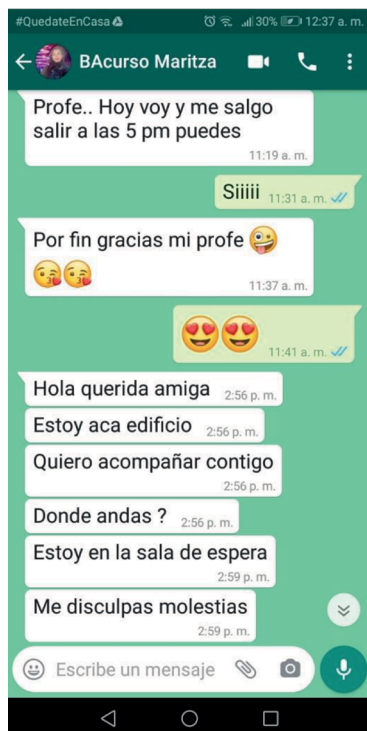 #QuedateEnCasa
30% 12:37 a. m.
BAcurso Maritza
Profe.. Hoy voy y me salgo
salir a las 5 pm puedes
11:19 a. m.
Siiiii 11:31 a. m.
Por fin gracias mi profe
11:37 a. m.
11:41 a. m.
Hola querida amiga 2:56 p. m.
Estoy aca edificio 2:56 p. m.
Quiero acompañar contigo
2:56 p. m.
Donde andas ? 2:56 p. m.
Estoy en la sala de espera
2:59 p. m.
Me disculpas molestias
2:59 p. m.
Escribe un mensaje